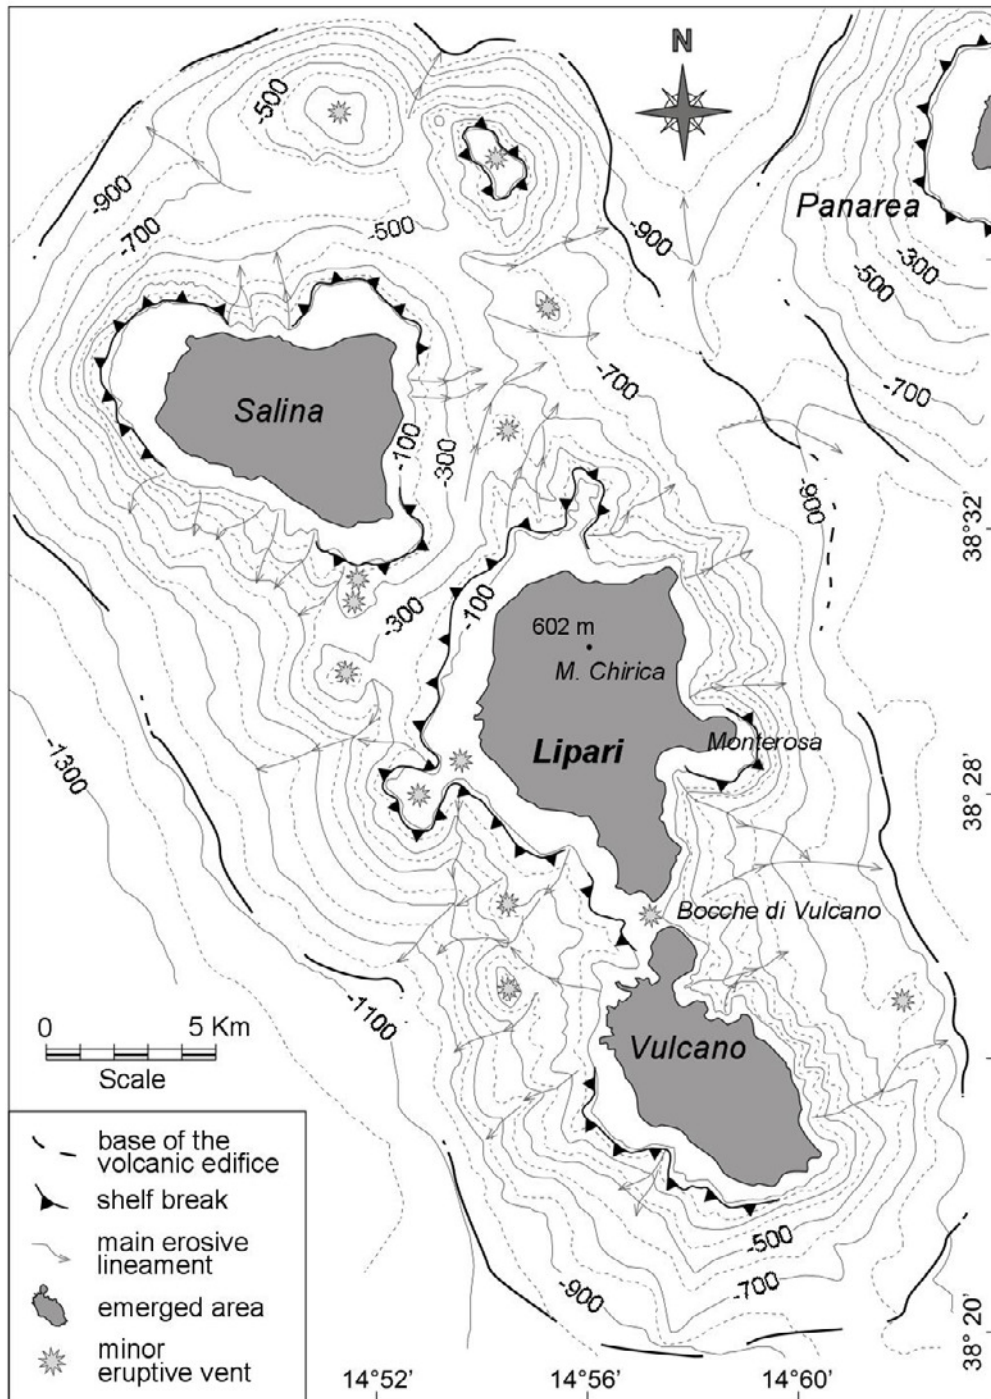 N
-500
-900
-700
-500
-900
Panarea
-300
-500
-700
-700
Salina
-100
-300
-900
38°32'
-300
-100
602 m
M. Chirica
Lipari
Monterosa
-1300
38° 28'
Bocche di Vulcano
-1100
0 5 Km
Scale
Vulcano
base of the
volcanic edifice
shelf break
main erosive
lineament
emerged area
minor
eruptive vent
-500
-700
-900
38° 20'
14°52' 14°56' 14°60'